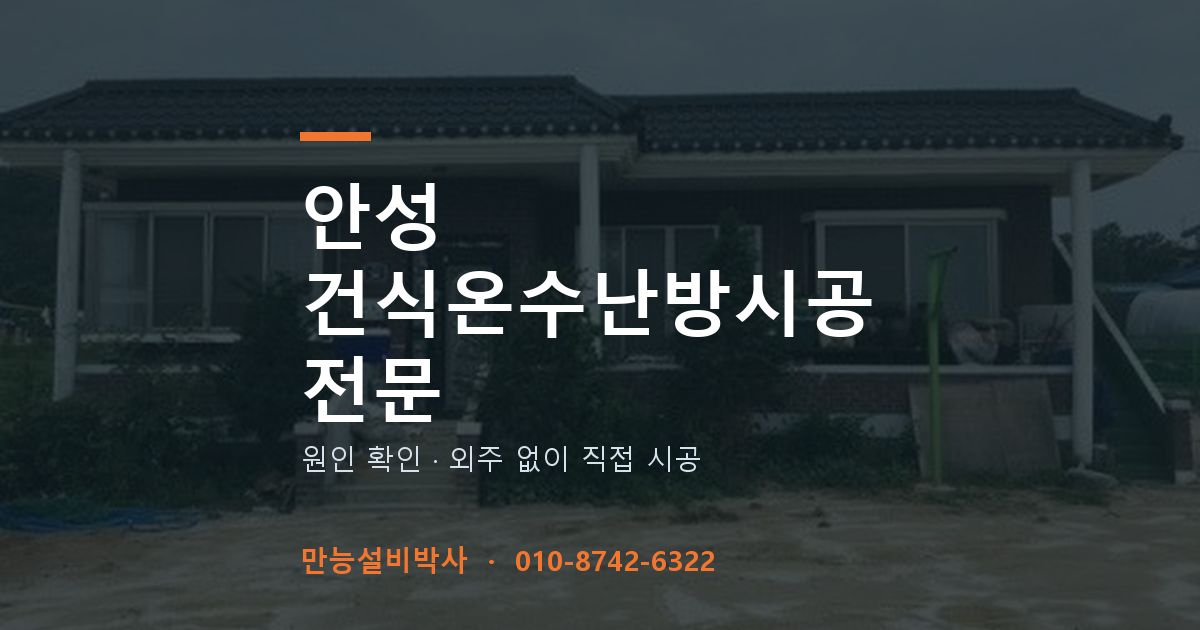 안성
건식온수난방시공
전문
원인 확인 · 외주 없이 직접 시공
만능설비박사 · 010-8742-6322